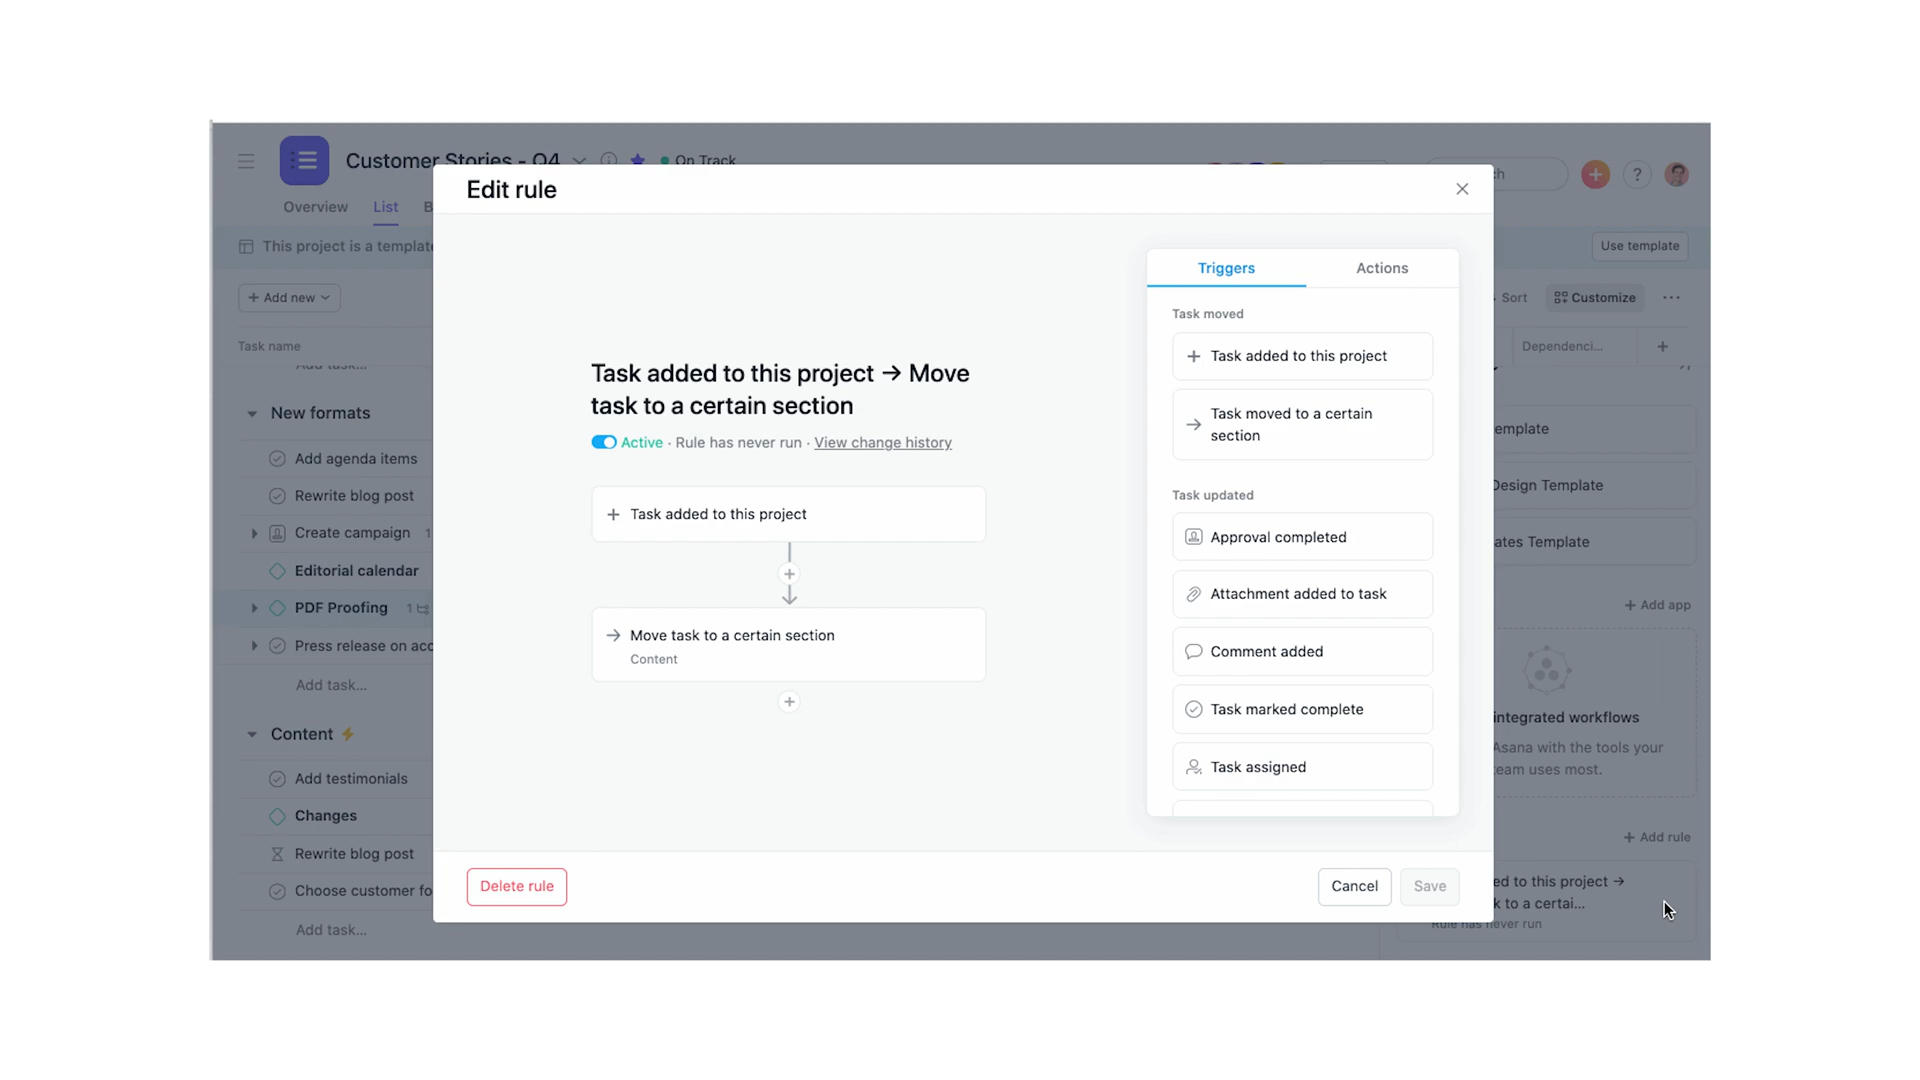 Customer Stories - Q4
On Track
Overview
List
B
This project is a template
Use template
+ Add new
Sort
Customize
Task name
Dependenci...
+
Add task...
New formats
Add agenda items
Rewrite blog post
Create campaign 1
Editorial calendar
PDF Proofing 1
Press release on acc
Add task...
Content
Add testimonials
Changes
Rewrite blog post
Choose customer fo
Add task...
Edit rule
Task added to this project → Move
task to a certain section
Active · Rule has never run · View change history
+ Task added to this project
+
→ Move task to a certain section
Content
+
Triggers
Actions
Task moved
+ Task added to this project
→ Task moved to a certain
section
Task updated
Approval completed
Attachment added to task
Comment added
Task marked complete
Task assigned
Delete rule
Cancel
Save
ch
+
?
emplate
Design Template
ates Template
+ Add app
integrated workflows
Asana with the tools your
eam uses most.
+ Add rule
ed to this project →
k to a certai...
Rule has never run